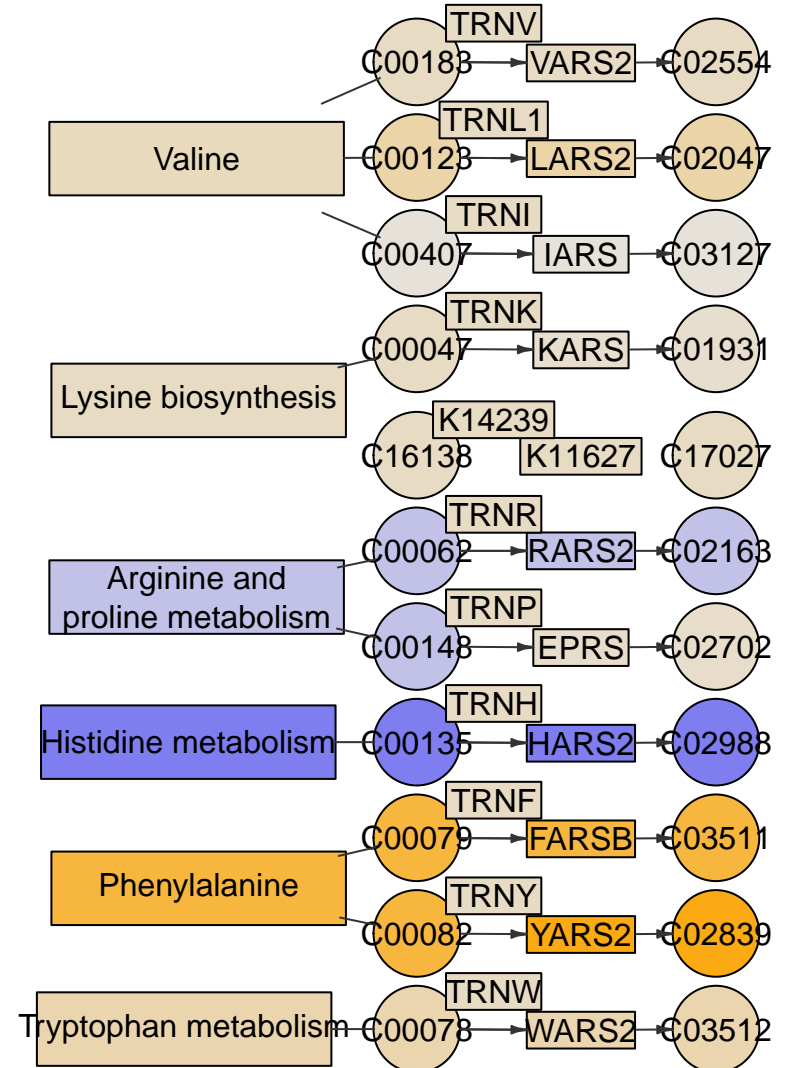 TRNV
C00183
VARS2
C02554
Valine
TRNL1
C00123
LARS2
C02047
TRNI
C00407
IARS
C03127
TRNK
C00047
KARS
C01931
Lysine biosynthesis
K14239
C16138
K11627
C17027
TRNR
C00062
RARS2
C02163
Arginine and
proline metabolism
TRNP
C00148
EPRS
C02702
TRNH
Histidine metabolism
C00135
HARS2
C02988
TRNF
C00079
FARSB
C03511
Phenylalanine
TRNY
C00082
YARS2
C02839
TRNW
Tryptophan metabolism
C00078
WARS2
C03512